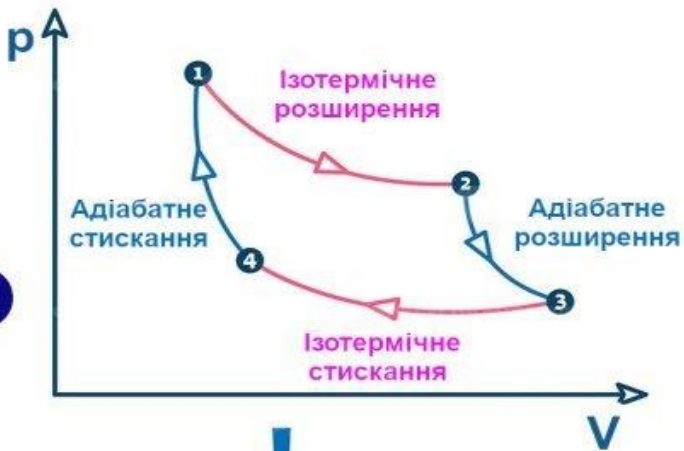 p
1
Ізотермічне
розширення
2
Адіабатне
стискання
Адіабатне
розширення
4
3
Ізотермічне
стискання
V